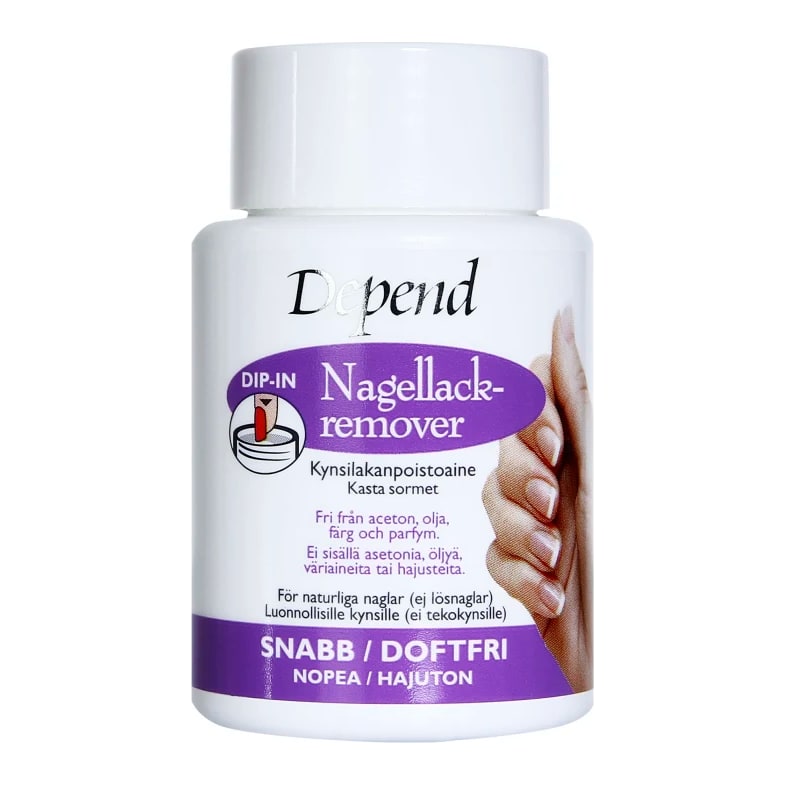 Depend
DIP-IN
Nagellack-
remover
Kynsilakanpoistoaine
Kasta sormet
Fri från aceton, olja,
färg och parfym.
Ei sisällä asetonia, öljyä,
väriaineita tai hajusteita.
För naturliga naglar (ej lösnaglar)
Luonnollisille kynsille (ei tekokynsille)
SNABB / DOFTFRI
NOPEA / HAJUTON